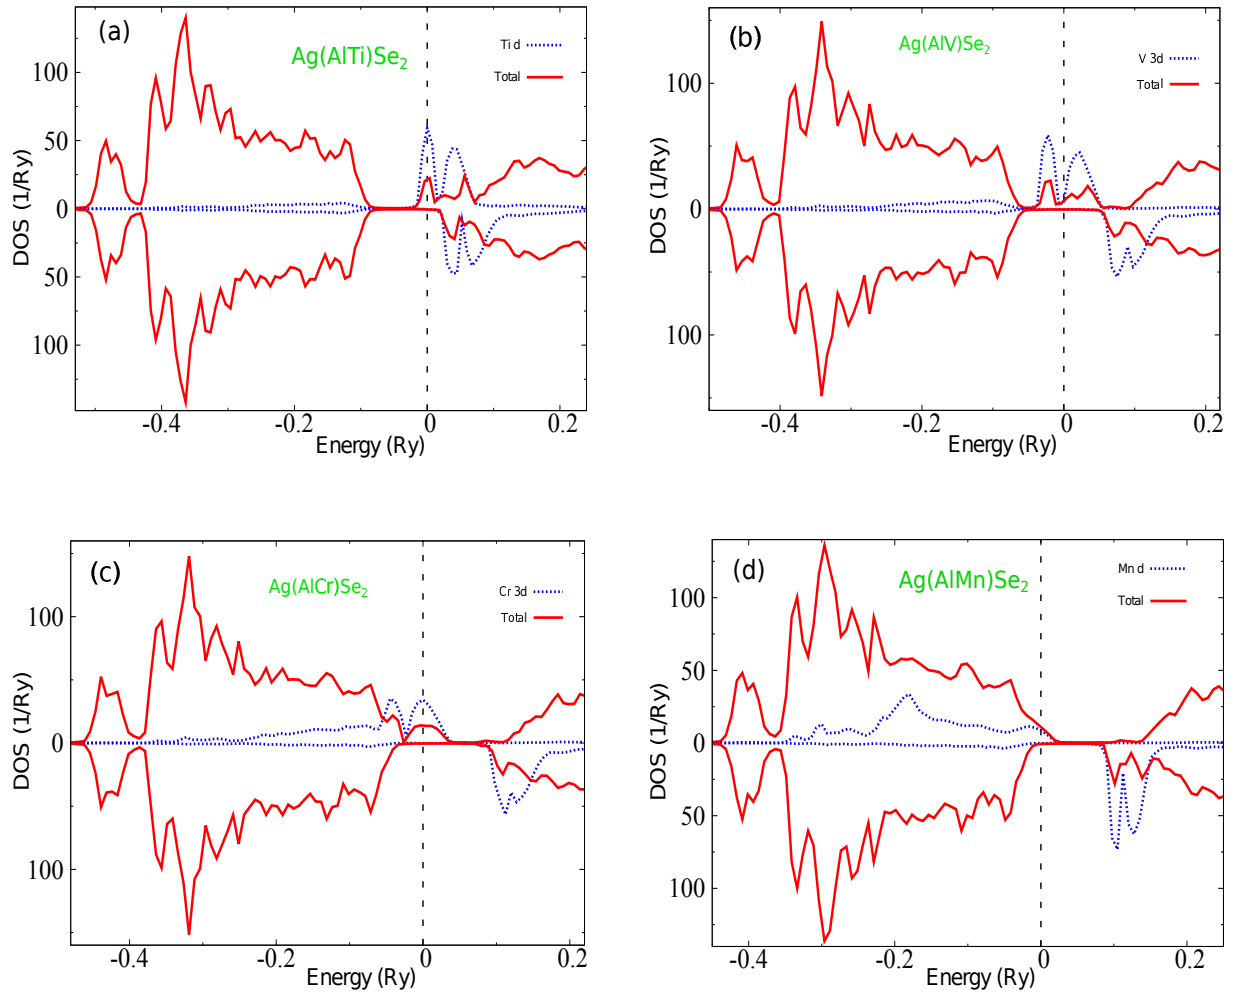 (a)
Ag(AlTi)Se2
Ti d
Total
100
50
0
50
100
DOS (1/Ry)
-0.4
-0.2
0
0.2
Energy (Ry)
(b)
Ag(AlV)Se2
V 3d
Total
100
0
100
DOS (1/Ry)
-0.4
-0.2
0
0.2
Energy (Ry)
(c)
Ag(AlCr)Se2
Cr 3d
Total
100
0
100
DOS (1/Ry)
-0.4
-0.2
0
0.2
Energy (Ry)
(d)
Ag(AlMn)Se2
Mn d
Total
100
50
0
50
100
DOS (1/Ry)
-0.4
-0.2
0
0.2
Energy (Ry)